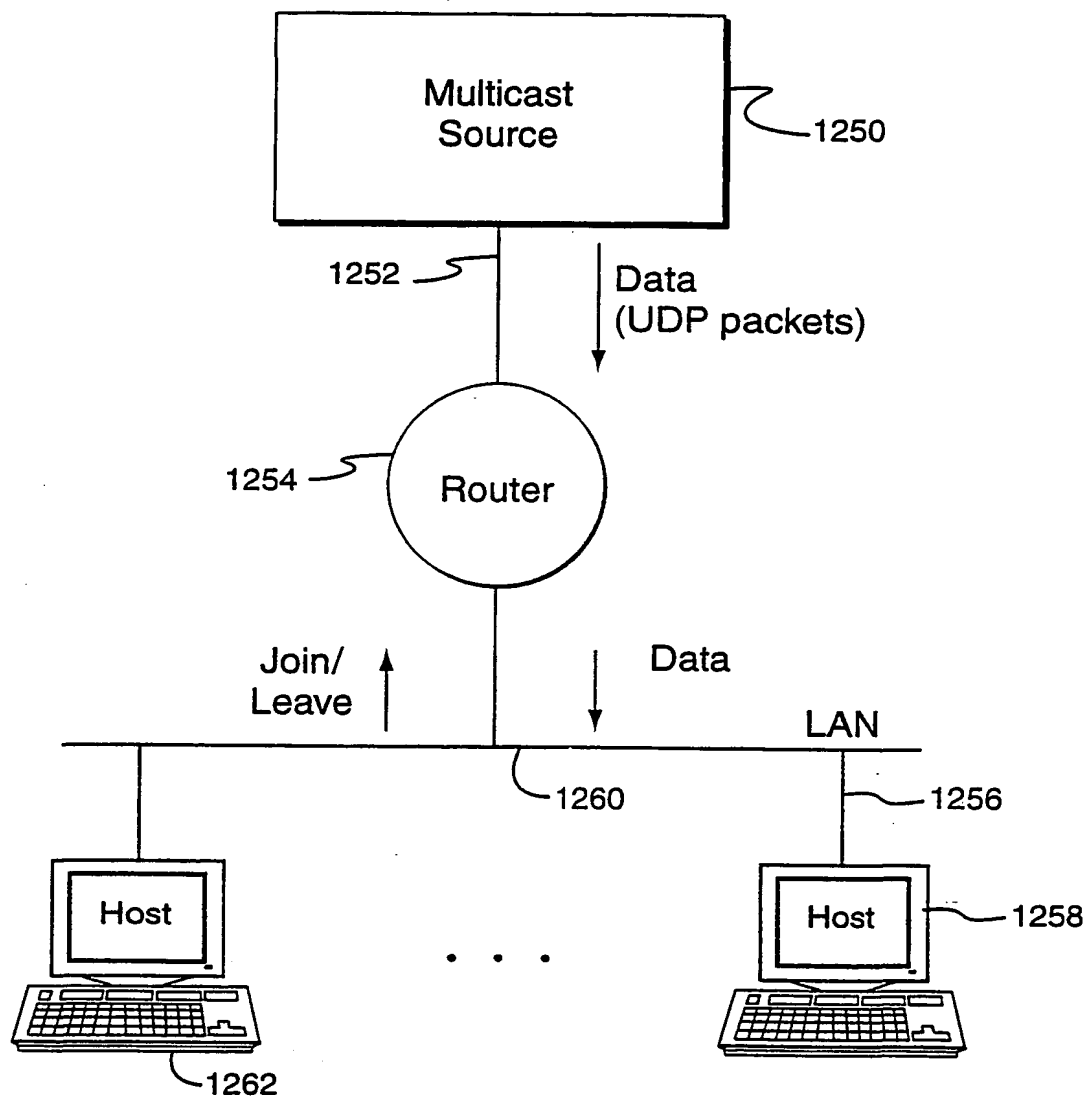 Multicast
Source
1250
1252
Data
(UDP packets)
1254
Router
Join/
Leave
Data
LAN
1260
1256
Host
Host
1258
. . .
1262